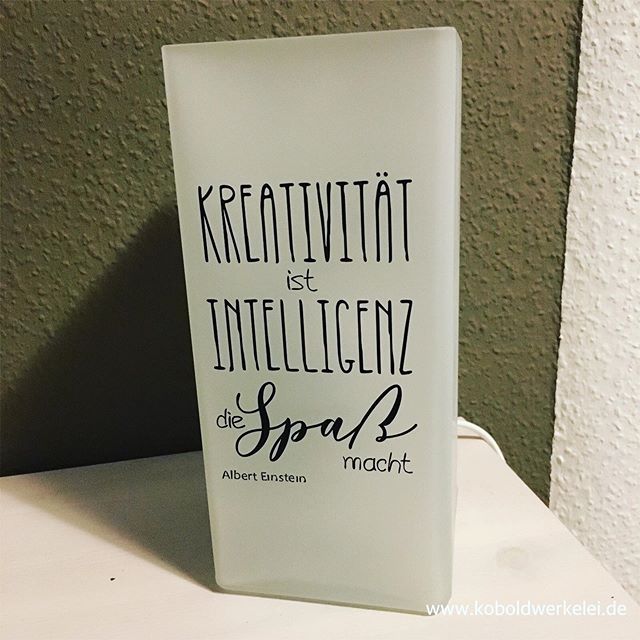 KREATIVITÄT
ist
INTELLIGENZ
die Spaß
macht
Albert Einstein
www.koboldwerkelei.de